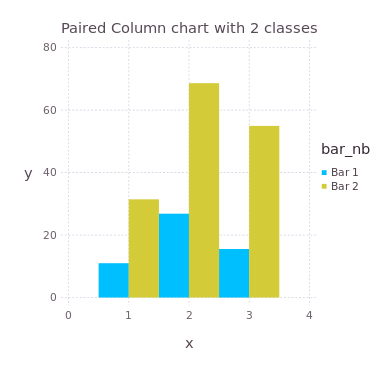 Paired Column chart with 2 classes
80
60
40
20
0
y
0 1 2 3 4
x
bar_nb
Bar 1
Bar 2